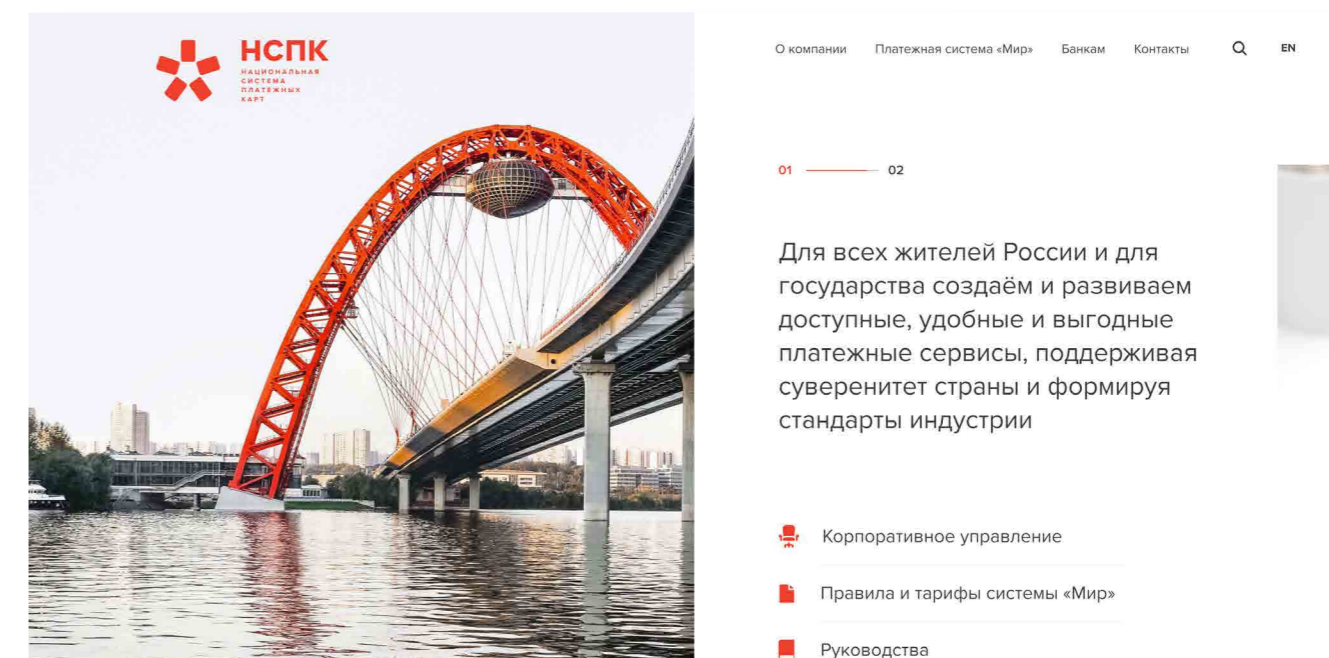 НСПК
НАЦИОНАЛЬНАЯ
СИСТЕМА
ПЛАТЕЖНЫХ
КАРТ
О компании Платежная система «Мир» Банкам Контакты EN
01 02
Для всех жителей России и для
государства создаём и развиваем
доступные, удобные и выгодные
платежные сервисы, поддерживая
суверенитет страны и формируя
стандарты индустрии
Корпоративное управление
Правила и тарифы системы «Мир»
Руководства